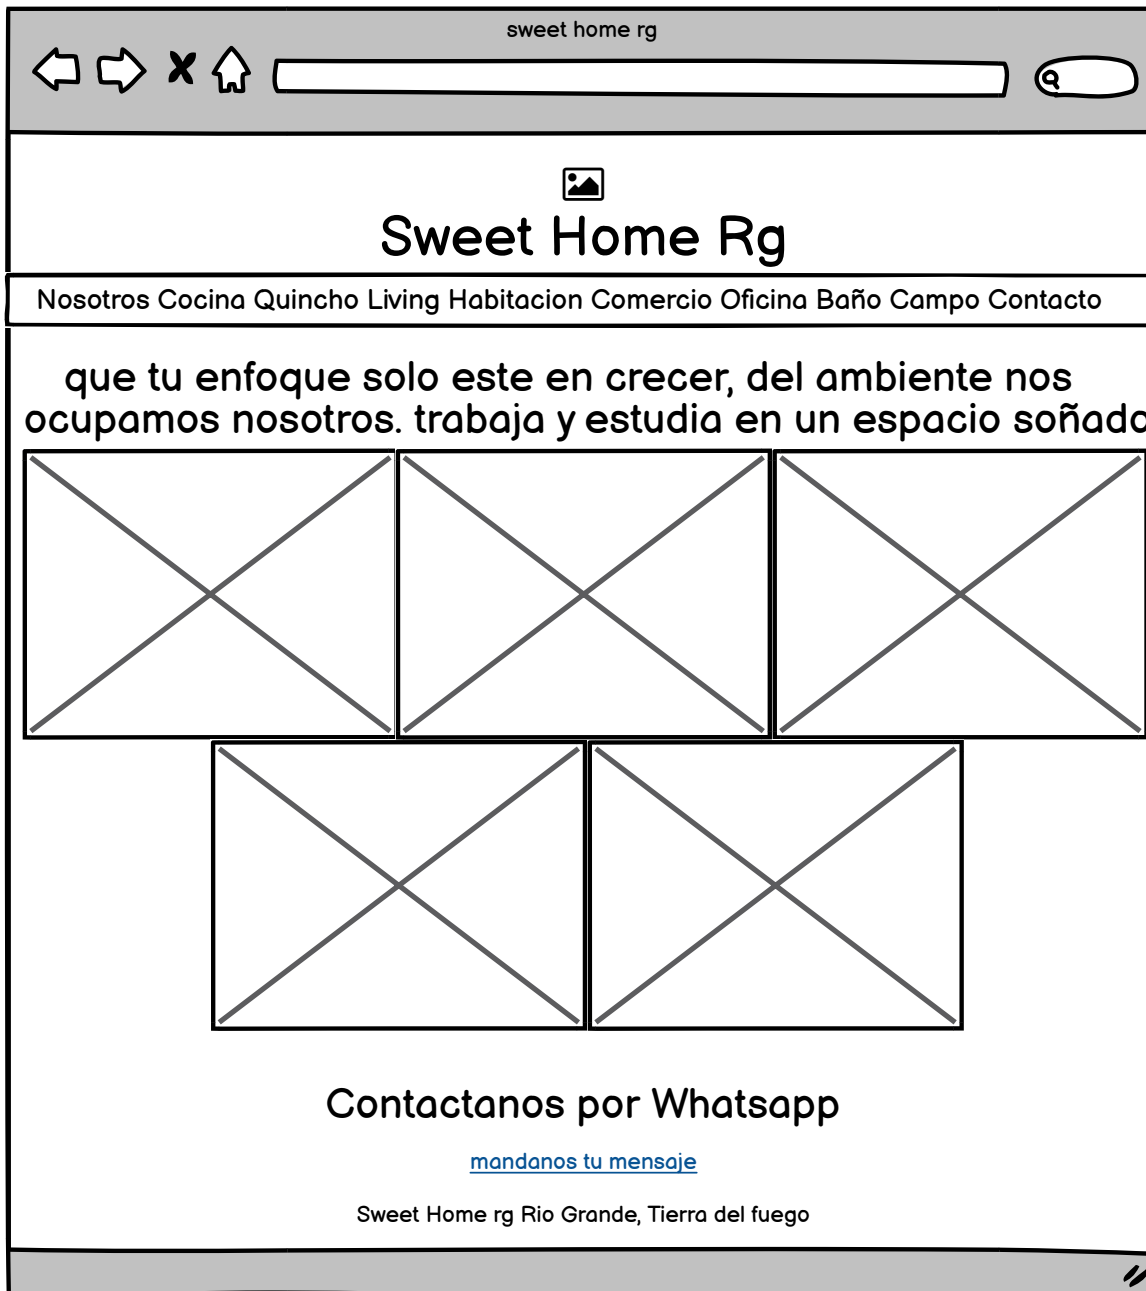 sweet home rg
Sweet Home Rg
Nosotros Cocina Quincho Living Habitacion Comercio Oficina Baño Campo Contacto
que tu enfoque solo este en crecer, del ambiente nos
ocupamos nosotros. trabaja y estudia en un espacio soñado
Contactanos por Whatsapp
mandanos tu mensaje
Sweet Home rg Rio Grande, Tierra del fuego